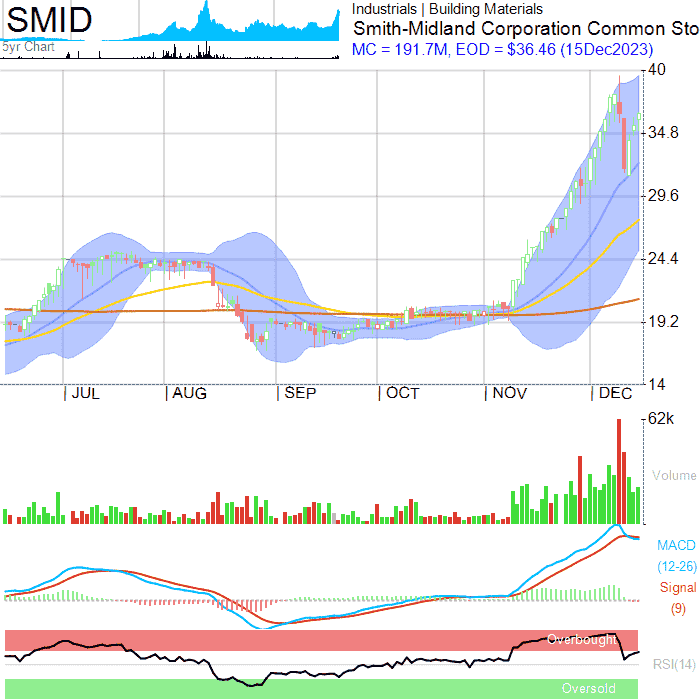 SMID
5yr Chart
Industrials | Building Materials
Smith-Midland Corporation Common Sto
MC = 191.7M, EOD = $36.46 (15Dec2023)
40
34.8
29.6
24.4
19.2
14
JUL
AUG
SEP
OCT
NOV
DEC
62k
Volume
MACD
(12-26)
Signal
(9)
Overbought
RSI(14)
Oversold